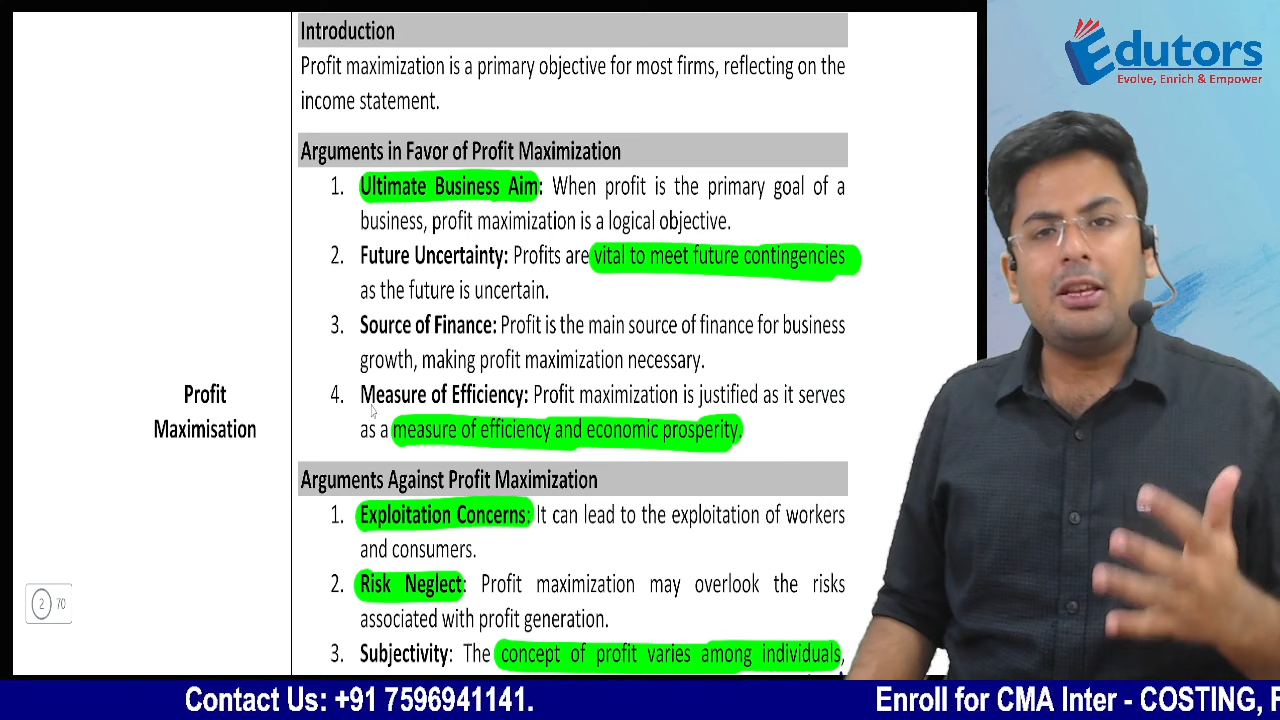 Introduction
Profit maximization is a primary objective for most firms, reflecting on the
income statement.
Arguments in Favor of Profit Maximization
1. Ultimate Business Aim: When profit is the primary goal of a
business, profit maximization is a logical objective.
2. Future Uncertainty: Profits are vital to meet future contingencies
as the future is uncertain.
3. Source of Finance: Profit is the main source of finance for business
growth, making profit maximization necessary.
4. Measure of Efficiency: Profit maximization is justified as it serves
as a measure of efficiency and economic prosperity.
Profit
Maximisation
Arguments Against Profit Maximization
1. Exploitation Concerns: It can lead to the exploitation of workers
and consumers.
2. Risk Neglect: Profit maximization may overlook the risks
associated with profit generation.
3. Subjectivity: The concept of profit varies among individuals,
2 70
Edutors
Evolve, Enrich & Empower
Contact Us: +91 7596941141.
Enroll for CMA Inter - COSTING, F